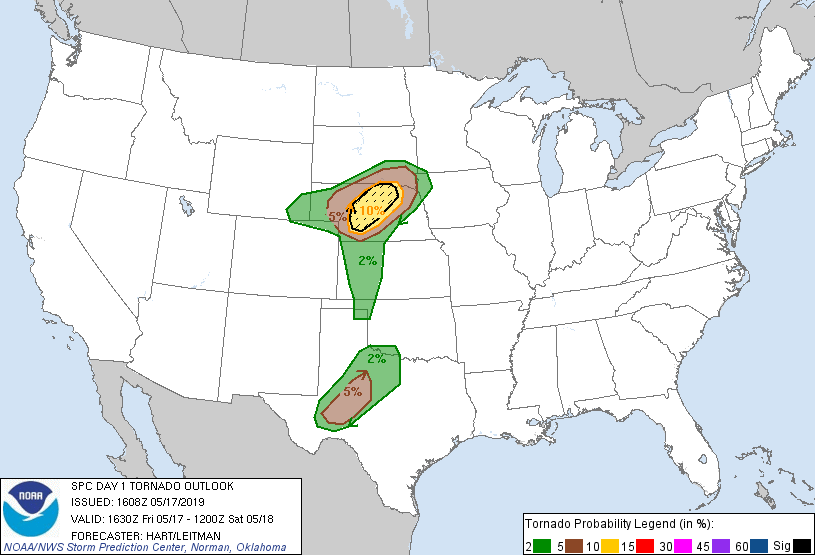 5%
10%
2%
2%
5%
NOAA
SPC DAY 1 TORNADO OUTLOOK
ISSUED: 1608Z 05/17/2019
VALID: 1630Z Fri 05/17 - 1200Z Sat 05/18
FORECASTER: HART/LEITMAN
NOAA/NWS Storm Prediction Center, Norman, Oklahoma
Tornado Probability Legend (in %):
2 5 10 15 30 45 60 Sig